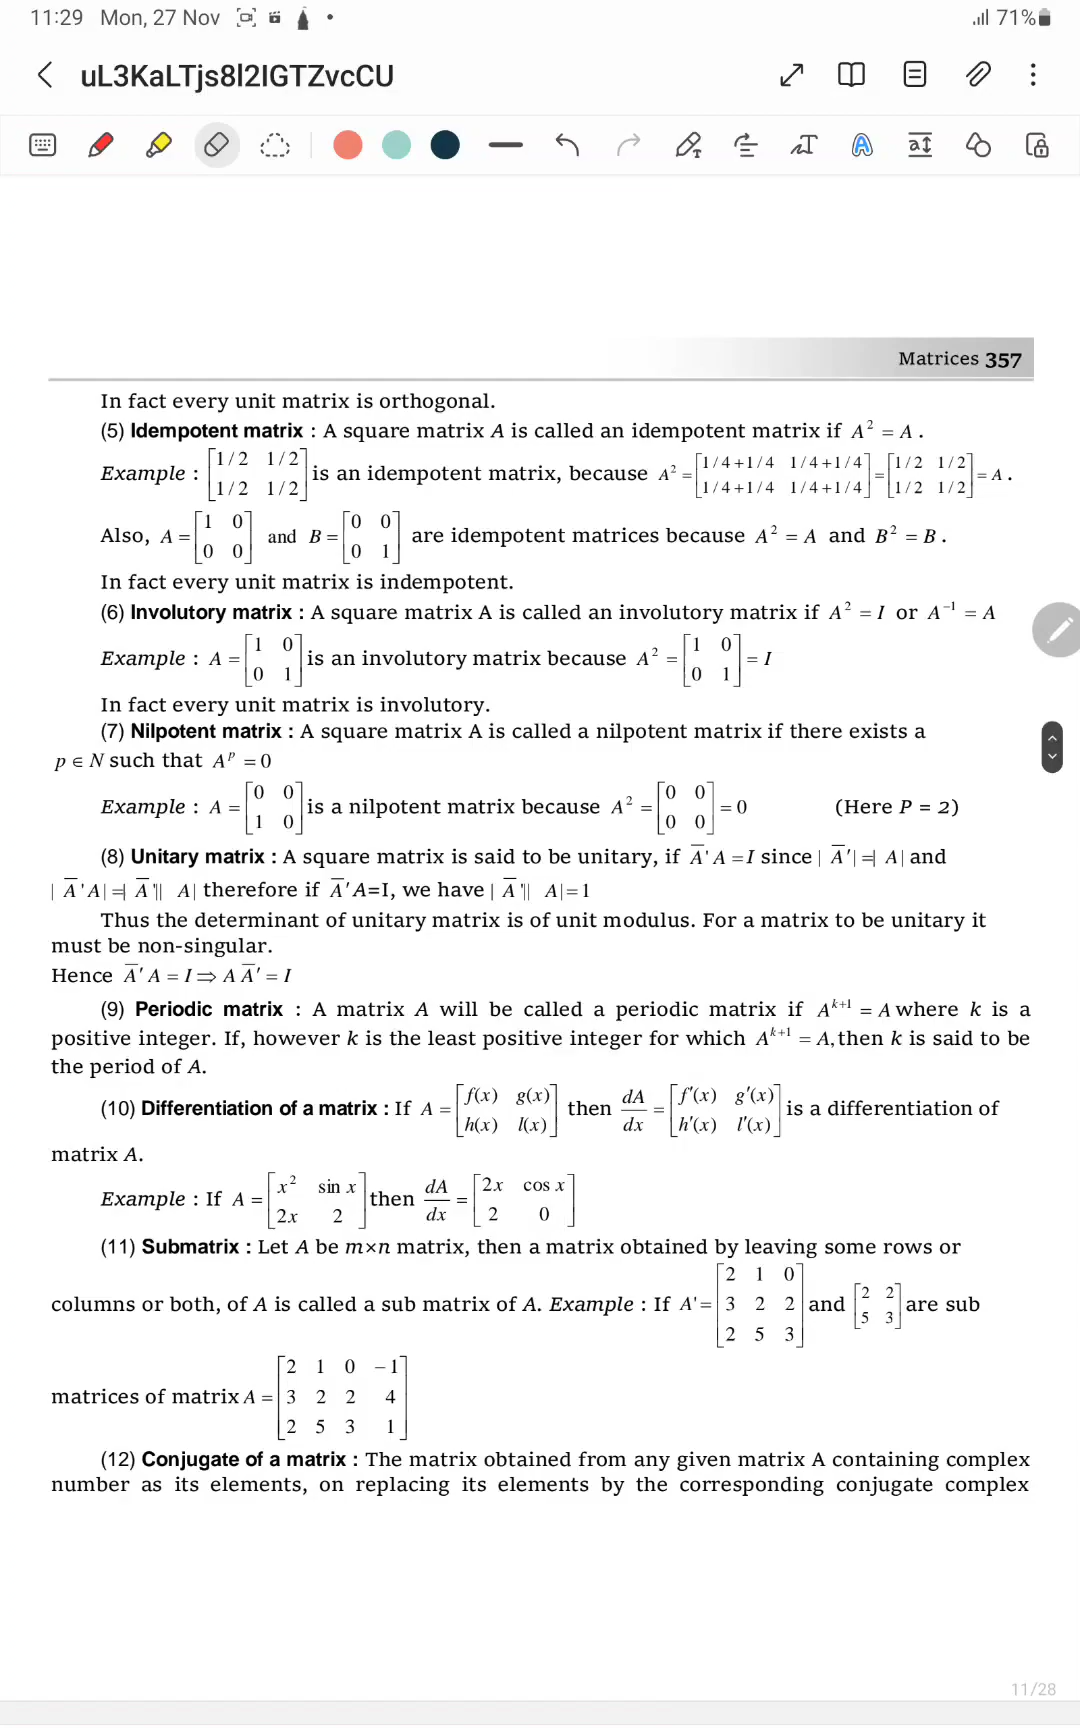 11:29 Mon, 27 Nov 71%
uL3KaLTjs8l2IGTZvcCU
Matrices 357
In fact every unit matrix is orthogonal.
(5) Idempotent matrix : A square matrix A is called an idempotent matrix if A² = A .
Example : [1/2 1/2; 1/2 1/2] is an idempotent matrix, because A² = [1/4+1/4 1/4+1/4; 1/4+1/4 1/4+1/4] = [1/2 1/2; 1/2 1/2] = A .
Also, A = [1 0; 0 0] and B = [0 0; 0 1] are idempotent matrices because A² = A and B² = B .
In fact every unit matrix is indempotent.
(6) Involutory matrix : A square matrix A is called an involutory matrix if A² = I or A⁻¹ = A
Example : A = [1 0; 0 1] is an involutory matrix because A² = [1 0; 0 1] = I
In fact every unit matrix is involutory.
(7) Nilpotent matrix : A square matrix A is called a nilpotent matrix if there exists a
p ∈ N such that Aᵖ = 0
Example : A = [0 0; 1 0] is a nilpotent matrix because A² = [0 0; 0 0] = 0 (Here P = 2)
(8) Unitary matrix : A square matrix is said to be unitary, if A̅' A = I since | A̅'|=| A| and
| A̅'A|=| A̅'|| A| therefore if A̅'A=I, we have | A̅'|| A|=1
Thus the determinant of unitary matrix is of unit modulus. For a matrix to be unitary it
must be non-singular.
Hence A̅' A = I ⇒ A A̅' = I
(9) Periodic matrix : A matrix A will be called a periodic matrix if Aᵏ⁺¹ = A where k is a
positive integer. If, however k is the least positive integer for which Aᵏ⁺¹ = A, then k is said to be
the period of A.
(10) Differentiation of a matrix : If A = [f(x) g(x); h(x) l(x)] then dA/dx = [f'(x) g'(x); h'(x) l'(x)] is a differentiation of
matrix A.
Example : If A = [x² sin x; 2x 2] then dA/dx = [2x cos x; 2 0]
(11) Submatrix : Let A be m×n matrix, then a matrix obtained by leaving some rows or
columns or both, of A is called a sub matrix of A. Example : If A' = [2 1 0; 3 2 2; 2 5 3] and [2 2; 5 3] are sub
matrices of matrix A = [2 1 0 −1; 3 2 2 4; 2 5 3 1]
(12) Conjugate of a matrix : The matrix obtained from any given matrix A containing complex
number as its elements, on replacing its elements by the corresponding conjugate complex
11/28